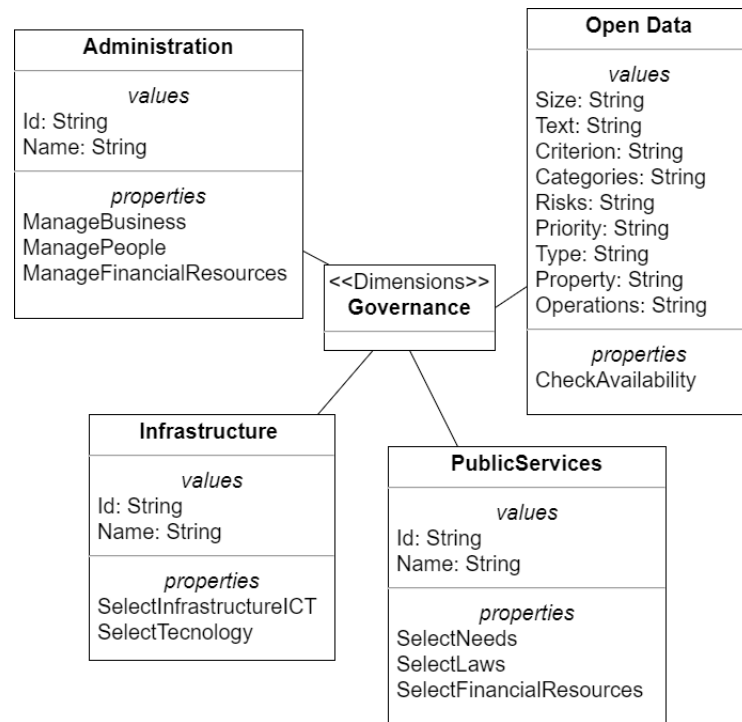 Administration
values
Id: String
Name: String
properties
ManageBusiness
ManagePeople
ManageFinancialResources
Open Data
values
Size: String
Text: String
Criterion: String
Categories: String
Risks: String
Priority: String
Type: String
Property: String
Operations: String
properties
CheckAvailability
<<Dimensions>>
Governance
Infrastructure
values
Id: String
Name: String
properties
SelectInfrastructureICT
SelectTecnology
PublicServices
values
Id: String
Name: String
properties
SelectNeeds
SelectLaws
SelectFinancialResources